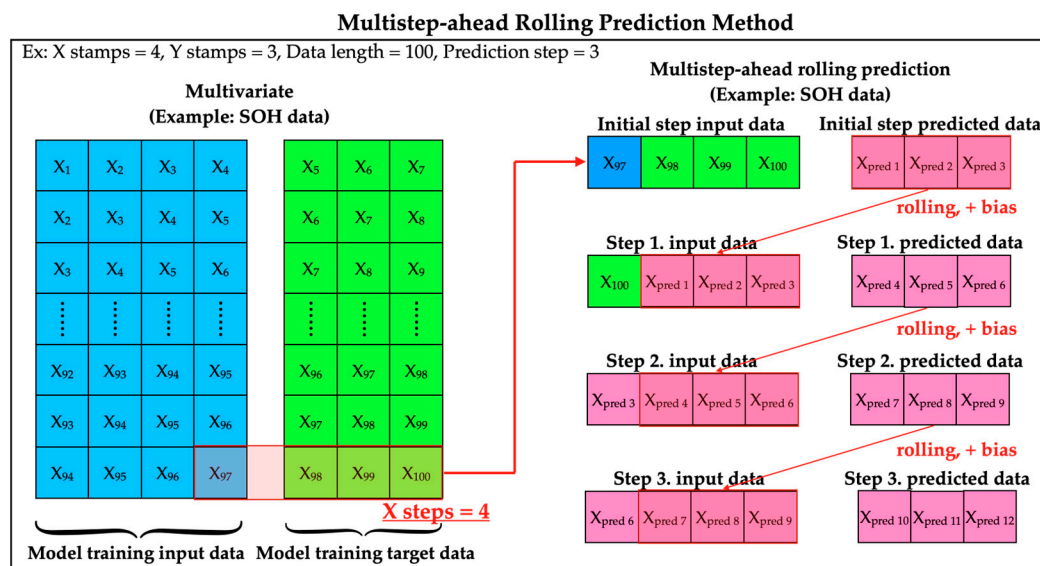 Multistep-ahead Rolling Prediction Method
Ex: X stamps = 4, Y stamps = 3, Data length = 100, Prediction step = 3
Multivariate
(Example: SOH data)
X1 X2 X3 X4 X5 X6 X7
X2 X3 X4 X5 X6 X7 X8
X3 X4 X5 X6 X7 X8 X9
X92 X93 X94 X95 X96 X97 X98
X93 X94 X95 X96 X97 X98 X99
X94 X95 X96 X97 X98 X99 X100
X steps = 4
Model training input data Model training target data
Multistep-ahead rolling prediction
(Example: SOH data)
Initial step input data Initial step predicted data
X97 X98 X99 X100 Xpred 1 Xpred 2 Xpred 3
rolling, + bias
Step 1. input data Step 1. predicted data
X100 Xpred 1 Xpred 2 Xpred 3 Xpred 4 Xpred 5 Xpred 6
rolling, + bias
Step 2. input data Step 2. predicted data
Xpred 3 Xpred 4 Xpred 5 Xpred 6 Xpred 7 Xpred 8 Xpred 9
rolling, + bias
Step 3. input data Step 3. predicted data
Xpred 6 Xpred 7 Xpred 8 Xpred 9 Xpred 10 Xpred 11 Xpred 12